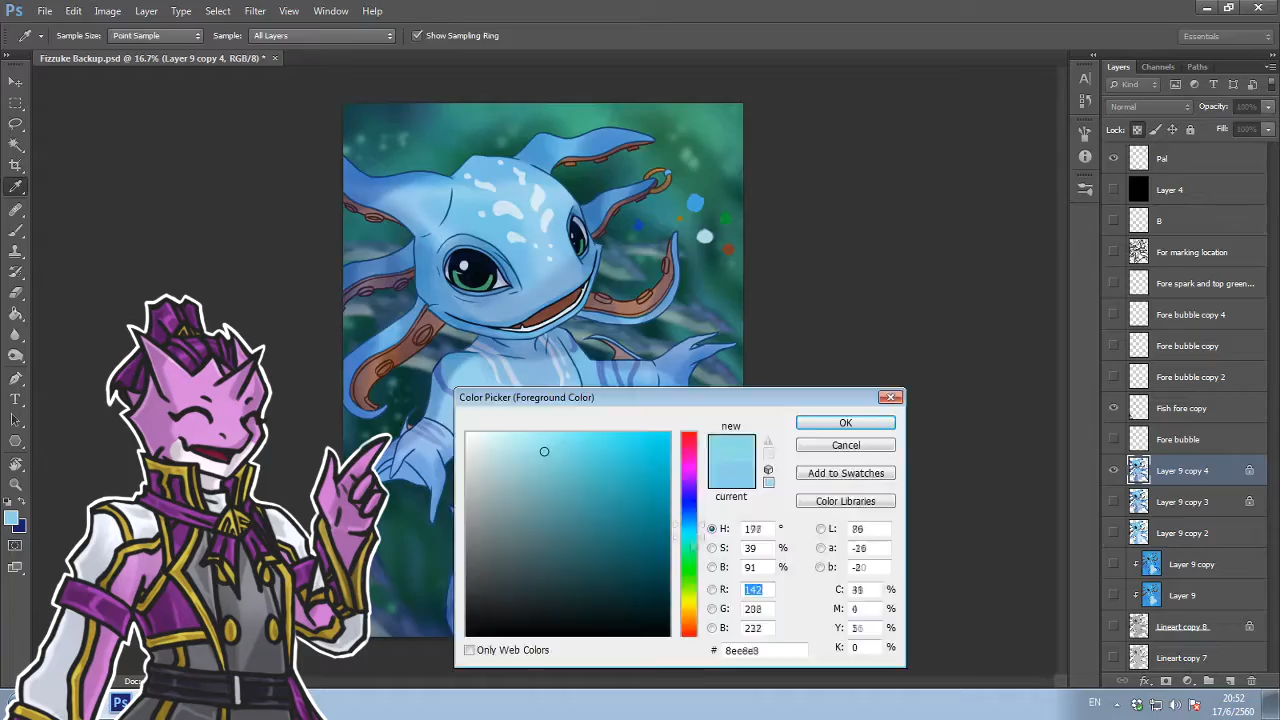 Ps File Edit Image Layer Type Select Filter View Window Help
Sample Size: Point Sample Sample: All Layers Show Sampling Ring Essentials
Fizzuke Backup.psd @ 16.7% (Layer 9 copy 4, RGB/8) * ×
Layers Channels Paths
Kind
Normal Opacity: 100%
Lock: Fill: 100%
Pal
Layer 4
B
For marking location
Fore spark and top green...
Fore bubble copy 4
Fore bubble copy
Fore bubble copy 2
Fish fore copy
Fore bubble
Layer 9 copy 4
Layer 9 copy 3
Layer 9 copy 2
Layer 9 copy
Layer 9
Lineart copy 8
Lineart copy 7
Color Picker (Foreground Color)
new
current
OK
Cancel
Add to Swatches
Color Libraries
H: ° L:
S: 39 % a:
B: 91 % b:
R: 142 C: %
G: M: %
B: Y: %
# K: 0 %
Only Web Colors
Doc
Ps
EN 20:52
17/6/2560